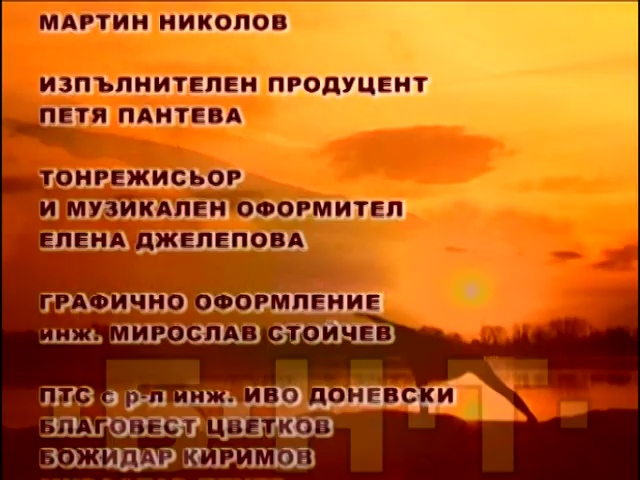 МАРТИН НИКОЛОВ
ИЗПЪЛНИТЕЛЕН ПРОДУЦЕНТ
ПЕТЯ ПАНТЕВА
ТОНРЕЖИСЬОР
И МУЗИКАЛЕН ОФОРМИТЕЛ
ЕЛЕНА ДЖЕЛЕПОВА
ГРАФИЧНО ОФОРМЛЕНИЕ
инж. МИРОСЛАВ СТОЙЧЕВ
ПТС с р-л инж. ИВО ДОНЕВСКИ
БЛАГОВЕСТ ЦВЕТКОВ
БОЖИДАР КИРИМОВ
·Б·Н·Т·